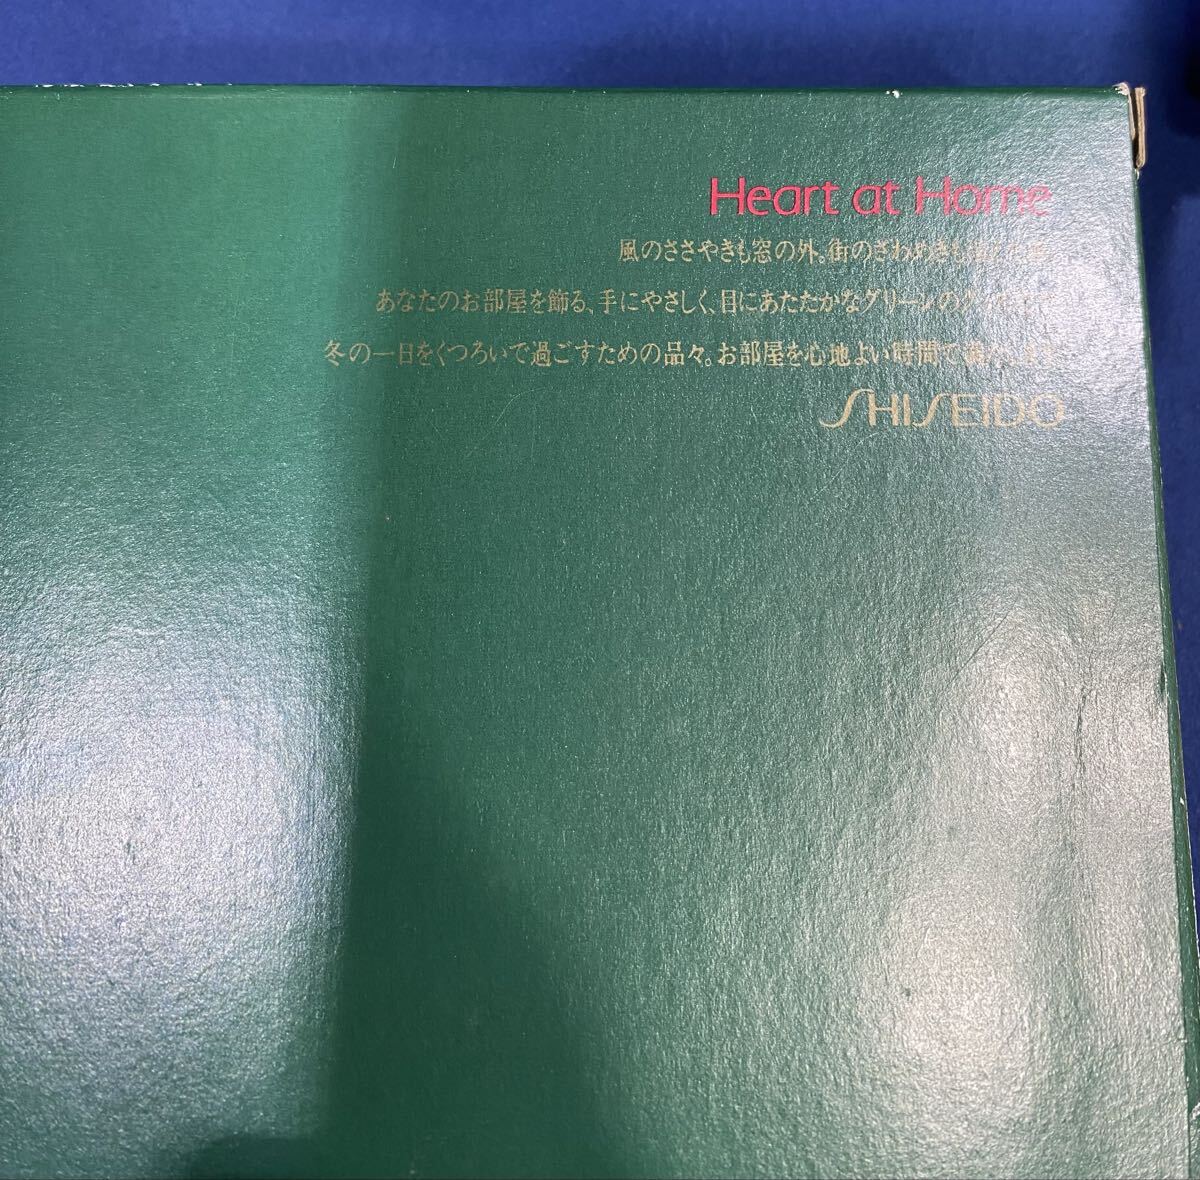 Heart at Home
風のささやきも窓の外。街のざわめきも
あなたのお部屋を飾る、手にやさしく、目にあたたかなグリーンの
冬の一日をくつろいで過ごすための品々。お部屋を心地よい時間で
SHISEIDO